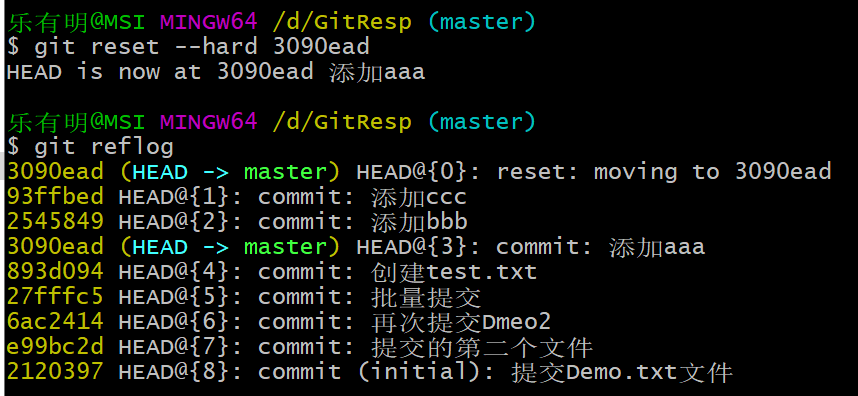 乐有明@MSI MINGW64 /d/GitResp (master)
$ git reset --hard 3090ead
HEAD is now at 3090ead 添加aaa
乐有明@MSI MINGW64 /d/GitResp (master)
$ git reflog
3090ead (HEAD -> master) HEAD@{0}: reset: moving to 3090ead
93ffbed HEAD@{1}: commit: 添加ccc
2545849 HEAD@{2}: commit: 添加bbb
3090ead (HEAD -> master) HEAD@{3}: commit: 添加aaa
893d094 HEAD@{4}: commit: 创建test.txt
27fffc5 HEAD@{5}: commit: 批量提交
6ac2414 HEAD@{6}: commit: 再次提交Dmeo2
e99bc2d HEAD@{7}: commit: 提交的第二个文件
2120397 HEAD@{8}: commit (initial): 提交Demo.txt文件